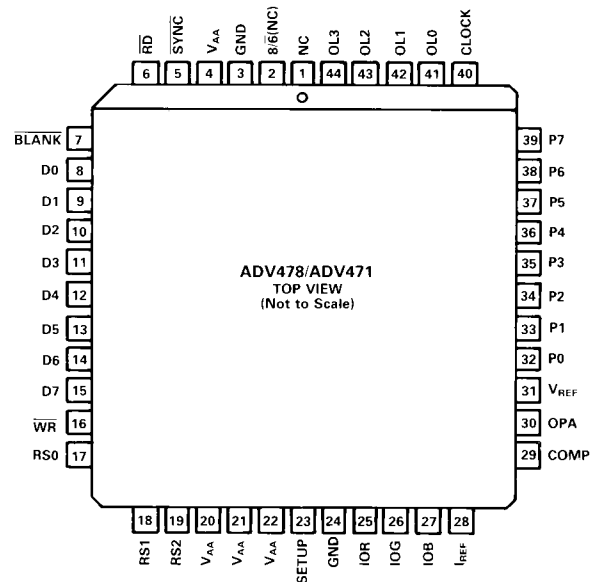 R̅D̅
S̅Y̅N̅C̅
VAA
GND
8/6̅(NC)
NC
OL3
OL2
OL1
OL0
CLOCK
6 5 4 3 2 1 44 43 42 41 40
B̅L̅A̅N̅K̅ 7
D0 8
D1 9
D2 10
D3 11
D4 12
D5 13
D6 14
D7 15
W̅R̅ 16
RS0 17
ADV478/ADV471
TOP VIEW
(Not to Scale)
39 P7
38 P6
37 P5
36 P4
35 P3
34 P2
33 P1
32 P0
31 VREF
30 OPA
29 COMP
18 19 20 21 22 23 24 25 26 27 28
RS1
RS2
VAA
VAA
VAA
SETUP
GND
IOR
IOG
IOB
IREF